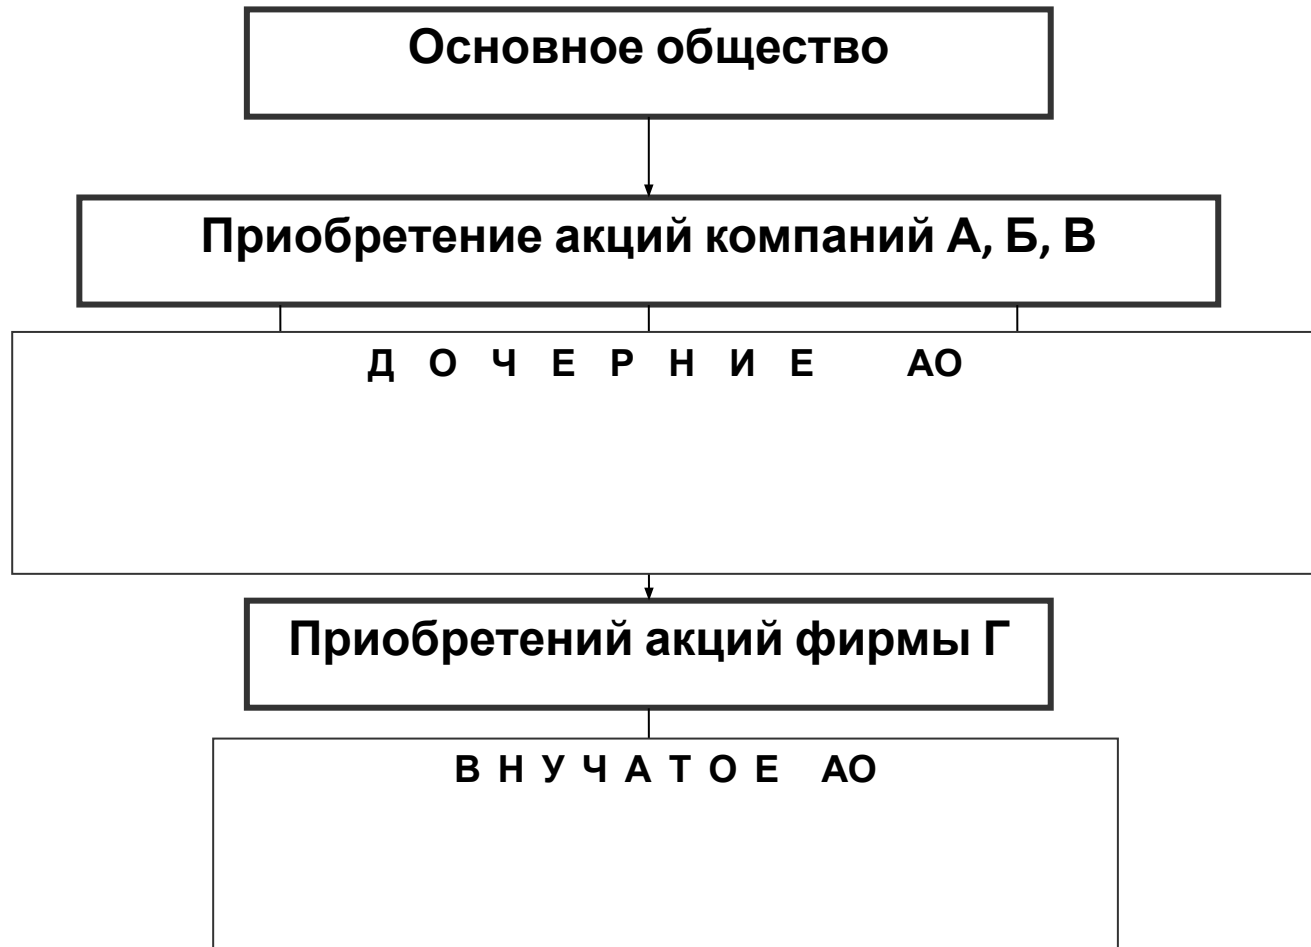 Основное общество
Приобретение акций компаний А, Б, В
Д О Ч Е Р Н И Е АО
Приобретений акций фирмы Г
В Н У Ч А Т О Е АО